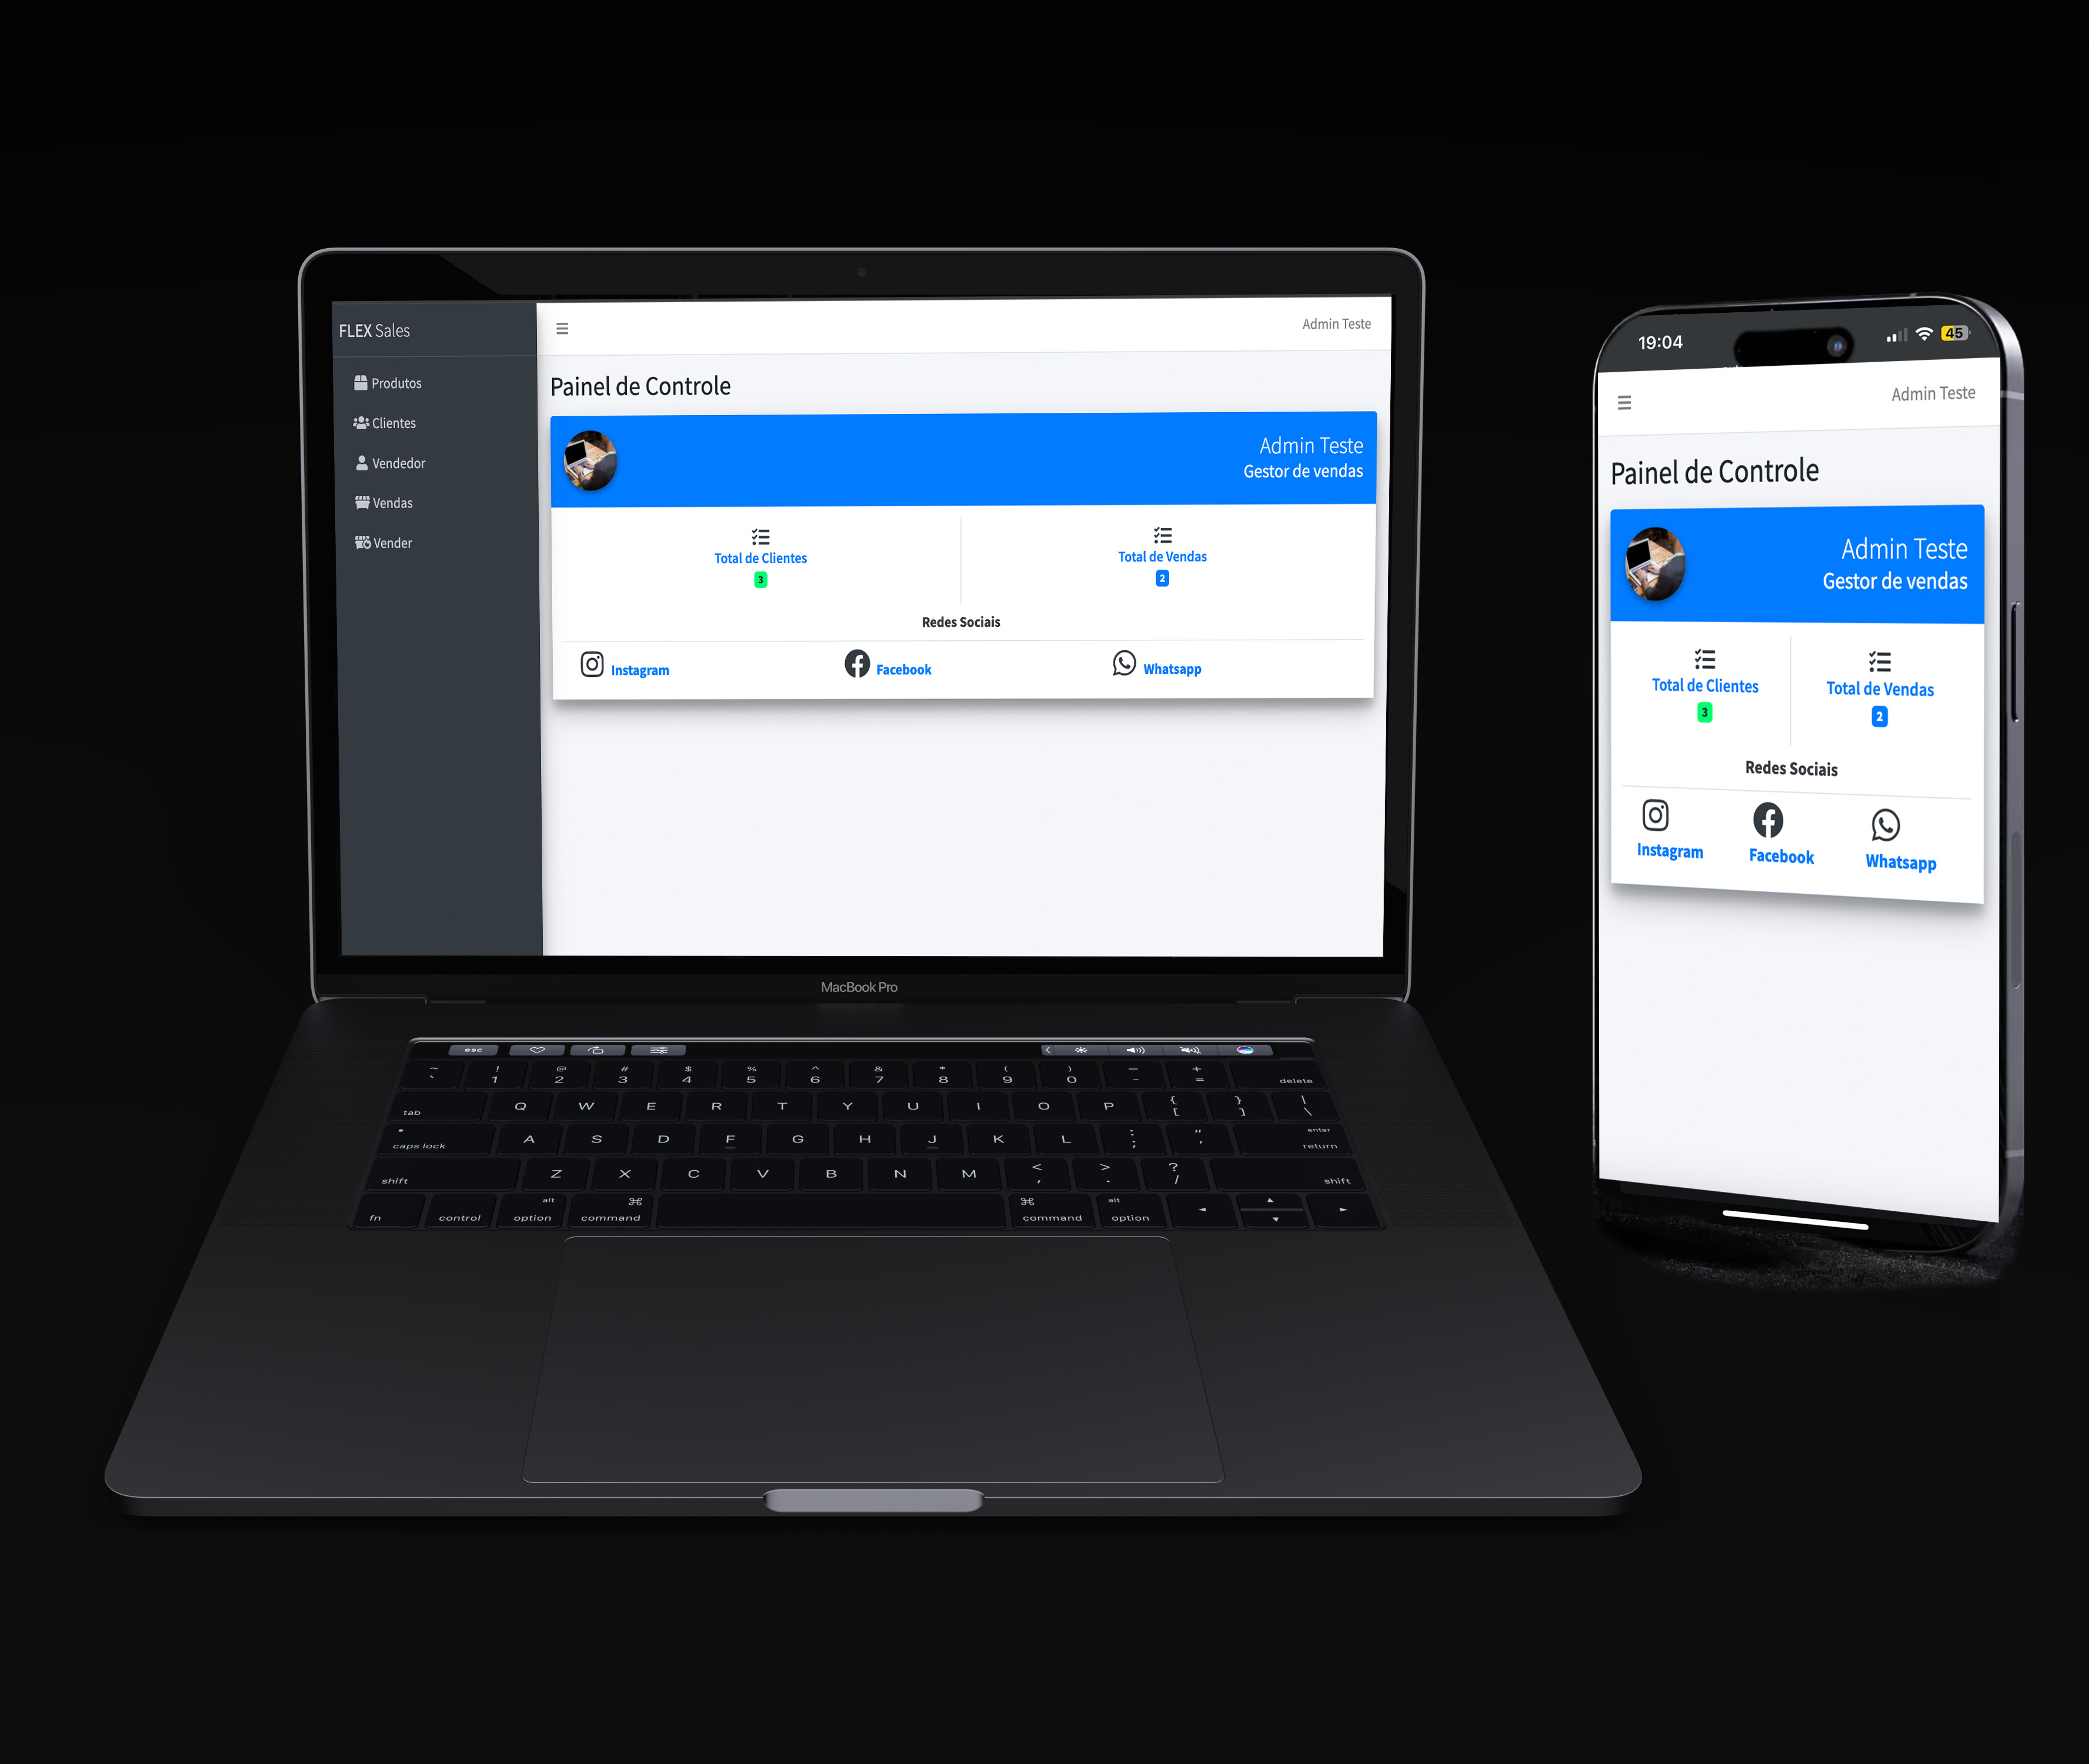 FLEX Sales
Produtos
Clientes
Vendedor
Vendas
Vender
Admin Teste
Painel de Controle
Admin Teste
Gestor de vendas
Total de Clientes
3
Total de Vendas
2
Redes Sociais
Instagram
Facebook
Whatsapp
MacBook Pro
esc
~ ! @ # $ % ^ & * ( ) — +
` 1 2 3 4 5 6 7 8 9 0 - = delete
tab Q W E R T Y U I O P { [ } ] | \
caps lock A S D F G H J K L : ; " ' enter return
shift Z X C V B N M < , > . ? / shift
fn control alt option ⌘ command ⌘ command alt option
19:04
45
Admin Teste
Painel de Controle
Admin Teste
Gestor de vendas
Total de Clientes
3
Total de Vendas
2
Redes Sociais
Instagram
Facebook
Whatsapp